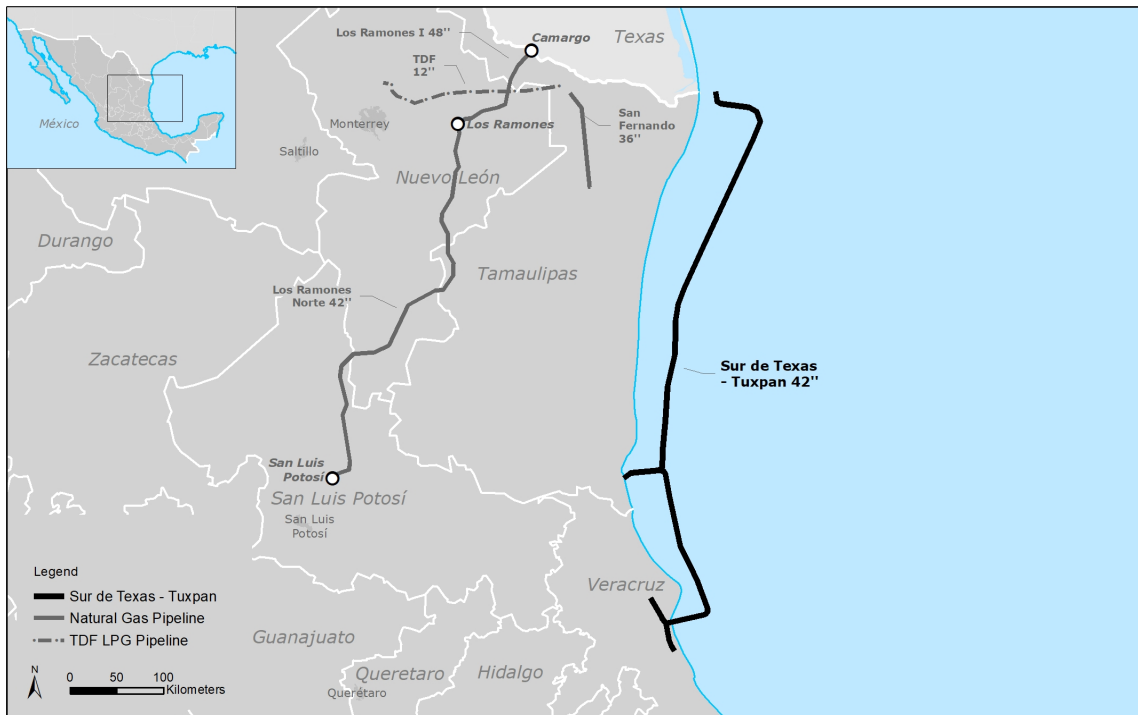 México
Los Ramones I 48"
Camargo
Texas
TDF
12"
San
Fernando
36"
Monterrey
Los Ramones
Saltillo
Nuevo León
Durango
Tamaulipas
Los Ramones
Norte 42"
Zacatecas
Sur de Texas
- Tuxpan 42"
San Luis
Potosí
San Luis Potosí
San Luis
Potosí
Veracruz
Legend
Sur de Texas - Tuxpan
Natural Gas Pipeline
TDF LPG Pipeline
Guanajuato
Queretaro
Hidalgo
Querétaro
N
0 50 100
Kilometers